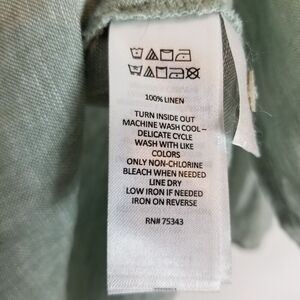 100% LINEN
TURN INSIDE OUT
MACHINE WASH COOL –
DELICATE CYCLE
WASH WITH LIKE
COLORS
ONLY NON-CHLORINE
BLEACH WHEN NEEDED
LINE DRY
LOW IRON IF NEEDED
IRON ON REVERSE
RN# 75343